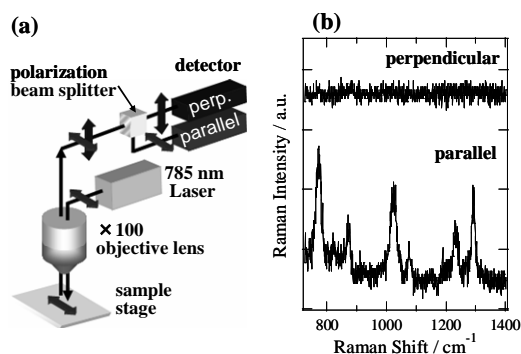 (a)
polarization
beam splitter
detector
perp.
parallel
785 nm
Laser
× 100
objective lens
sample
stage
(b)
perpendicular
parallel
Raman Intensity / a.u.
800 1000 1200 1400
Raman Shift / cm⁻¹